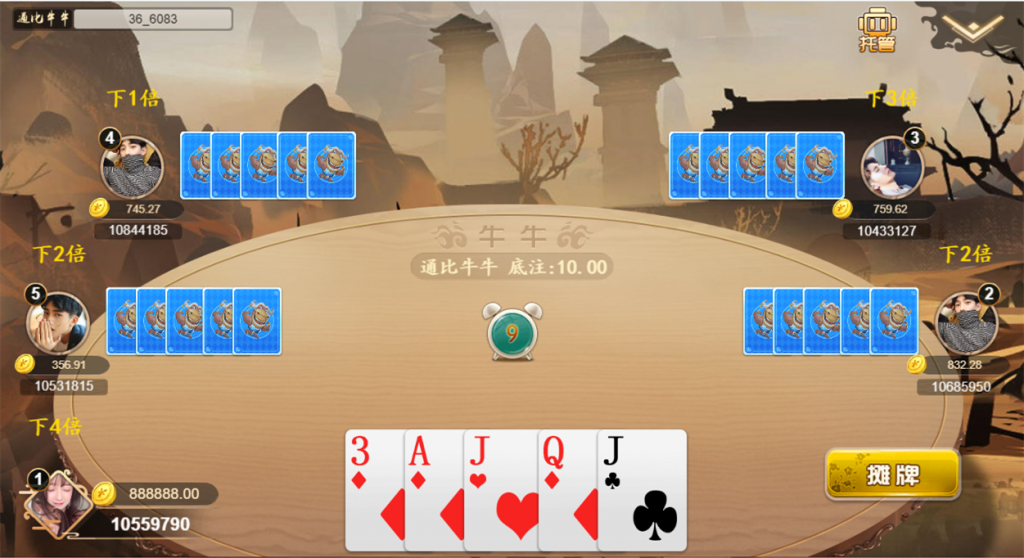 通比牛牛 36_6083
托管
下1倍
下3倍
4
3
745.27
759.62
10844185
10433127
牛牛
下2倍
下2倍
通比牛牛 底注:10.00
5
2
9
356.91
832.28
10531815
10685950
下4倍
3 A J Q J
摊牌
1
888888.00
10559790